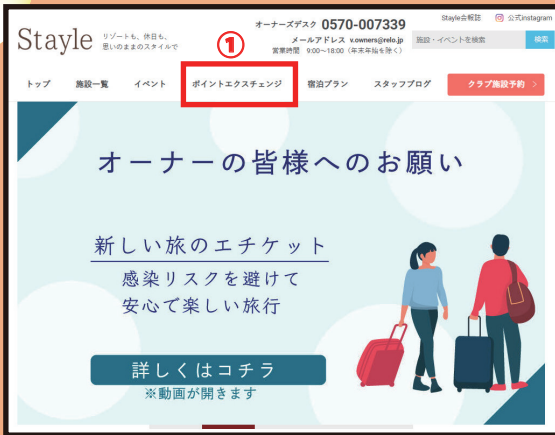 Stayle
リゾートも、休日も、
思いのままのスタイルで
①
オーナーズデスク 0570-007339
メールアドレス v.owners@relo.jp
営業時間 9:00～18:00（年末年始を除く）
Stayle会報誌 公式instagram
施設・イベントを検索 検索
トップ 施設一覧 イベント ポイントエクスチェンジ 宿泊プラン スタッフブログ クラブ施設予約 >
オーナーの皆様へのお願い
新しい旅のエチケット
感染リスクを避けて
安心で楽しい旅行
詳しくはコチラ
※動画が開きます